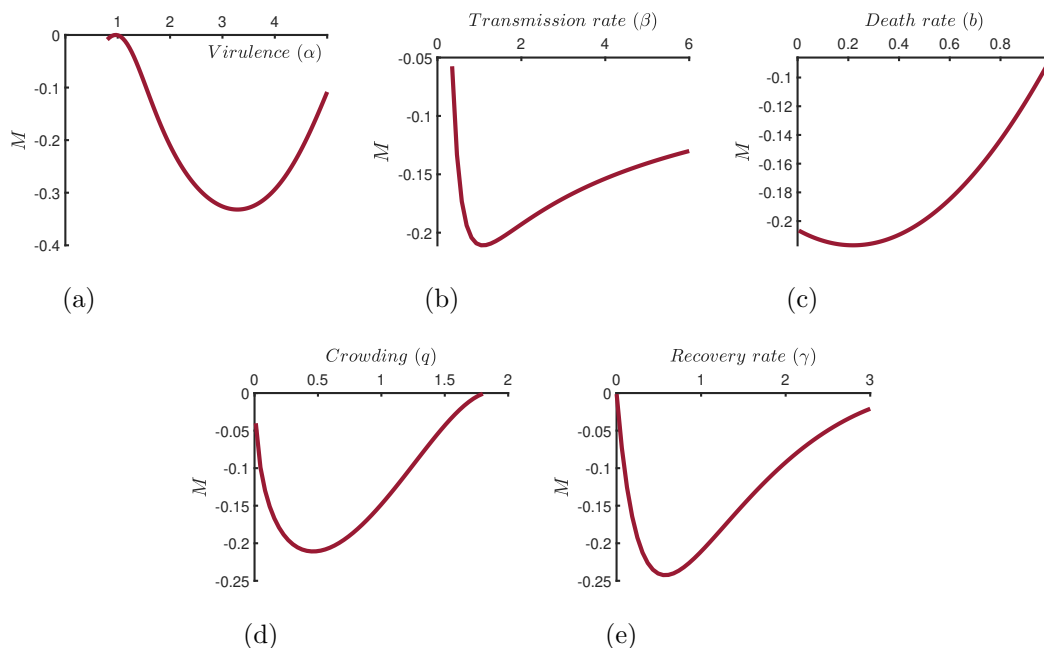 1 2 3 4
Virulence (α)
0
-0.1
-0.2
-0.3
-0.4
M
(a)
Transmission rate (β)
0 2 4 6
-0.05
-0.1
-0.15
-0.2
M
(b)
Death rate (b)
0 0.2 0.4 0.6 0.8
-0.1
-0.12
-0.14
-0.16
-0.18
-0.2
M
(c)
Crowding (q)
0 0.5 1 1.5 2
0
-0.05
-0.1
-0.15
-0.2
-0.25
M
(d)
Recovery rate (γ)
0 1 2 3
0
-0.05
-0.1
-0.15
-0.2
-0.25
M
(e)